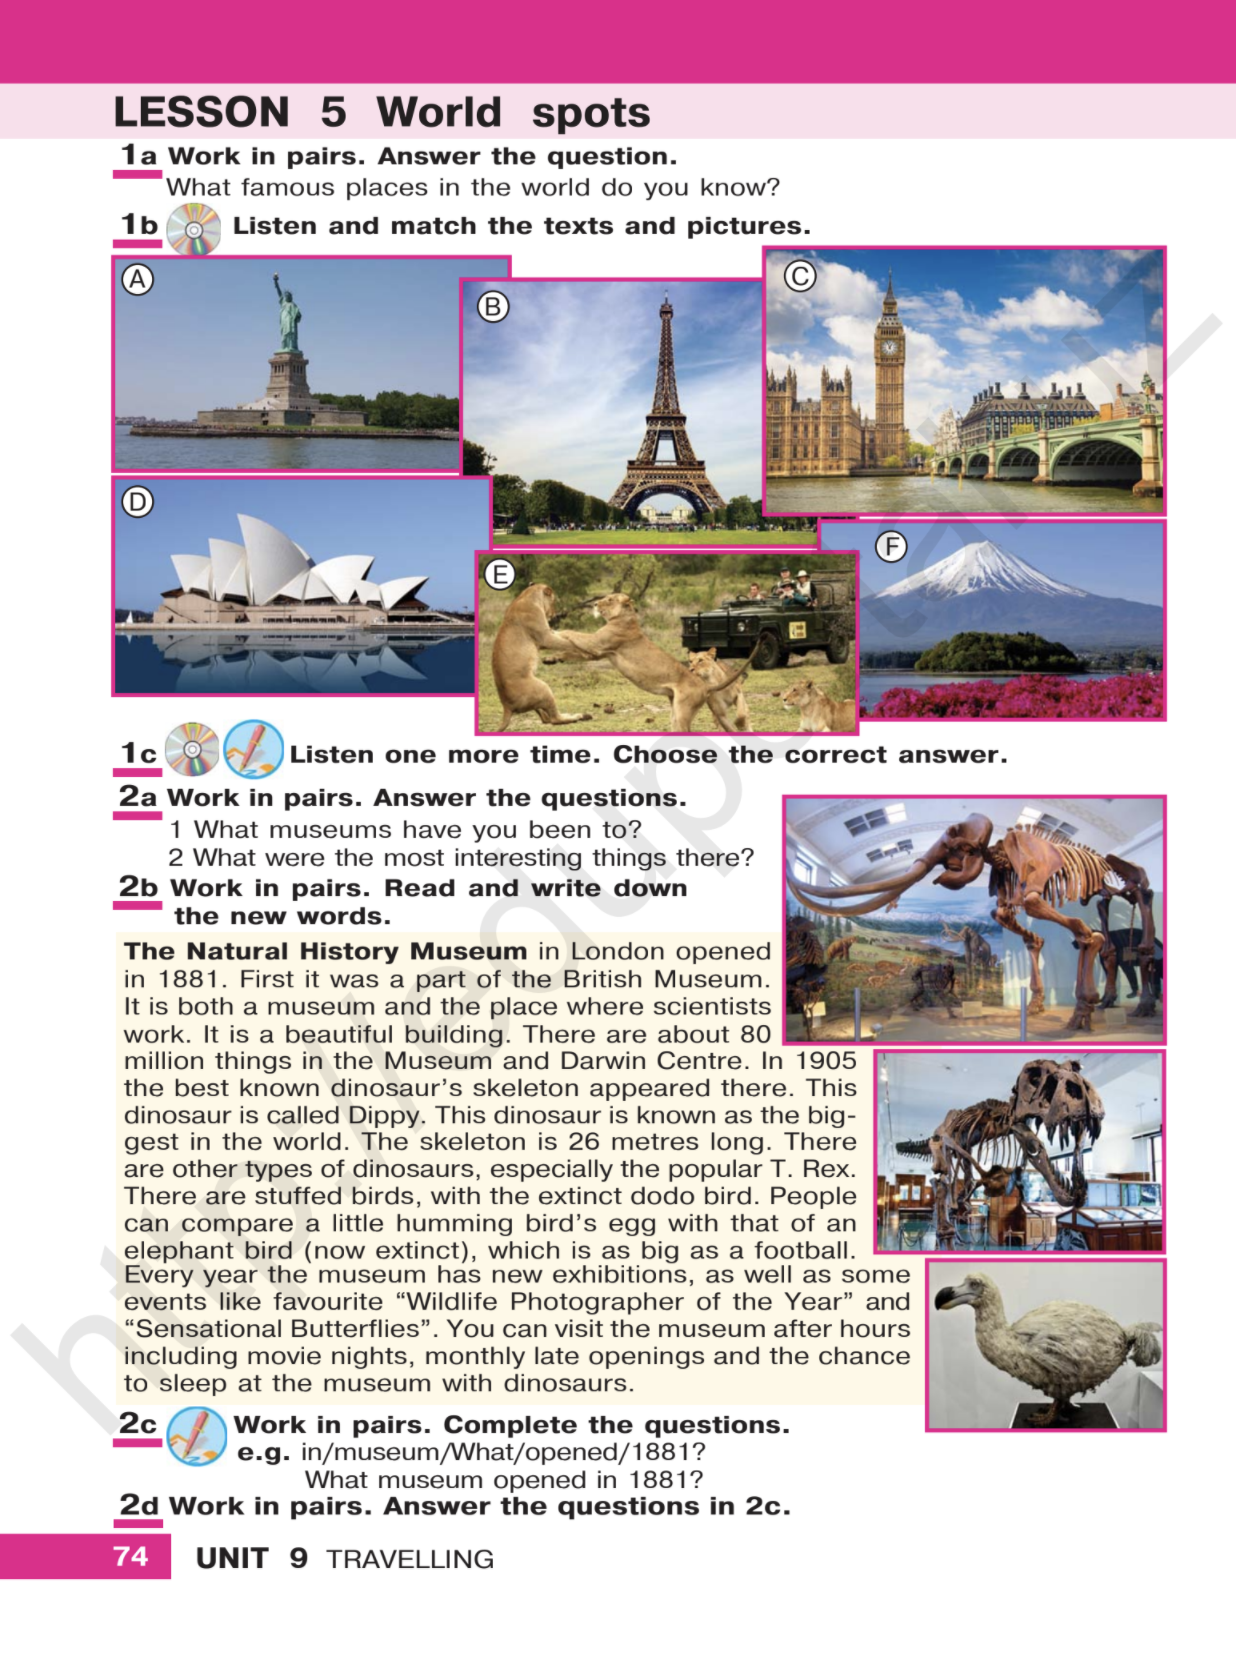 LESSON 5 World spots
1a Work in pairs. Answer the question.
What famous places in the world do you know?
1b Listen and match the texts and pictures.
A
B
C
D
E
F
1c Listen one more time. Choose the correct answer.
2a Work in pairs. Answer the questions.
1 What museums have you been to?
2 What were the most interesting things there?
2b Work in pairs. Read and write down
the new words.
The Natural History Museum in London opened
in 1881. First it was a part of the British Museum.
It is both a museum and the place where scientists
work. It is a beautiful building. There are about 80
million things in the Museum and Darwin Centre. In 1905
the best known dinosaur's skeleton appeared there. This
dinosaur is called Dippy. This dinosaur is known as the big-
gest in the world. The skeleton is 26 metres long. There
are other types of dinosaurs, especially the popular T. Rex.
There are stuffed birds, with the extinct dodo bird. People
can compare a little humming bird's egg with that of an
elephant bird (now extinct), which is as big as a football.
Every year the museum has new exhibitions, as well as some
events like favourite “Wildlife Photographer of the Year” and
“Sensational Butterflies”. You can visit the museum after hours
including movie nights, monthly late openings and the chance
to sleep at the museum with dinosaurs.
2c Work in pairs. Complete the questions.
e.g. in/museum/What/opened/1881?
What museum opened in 1881?
2d Work in pairs. Answer the questions in 2c.
74 UNIT 9 TRAVELLING